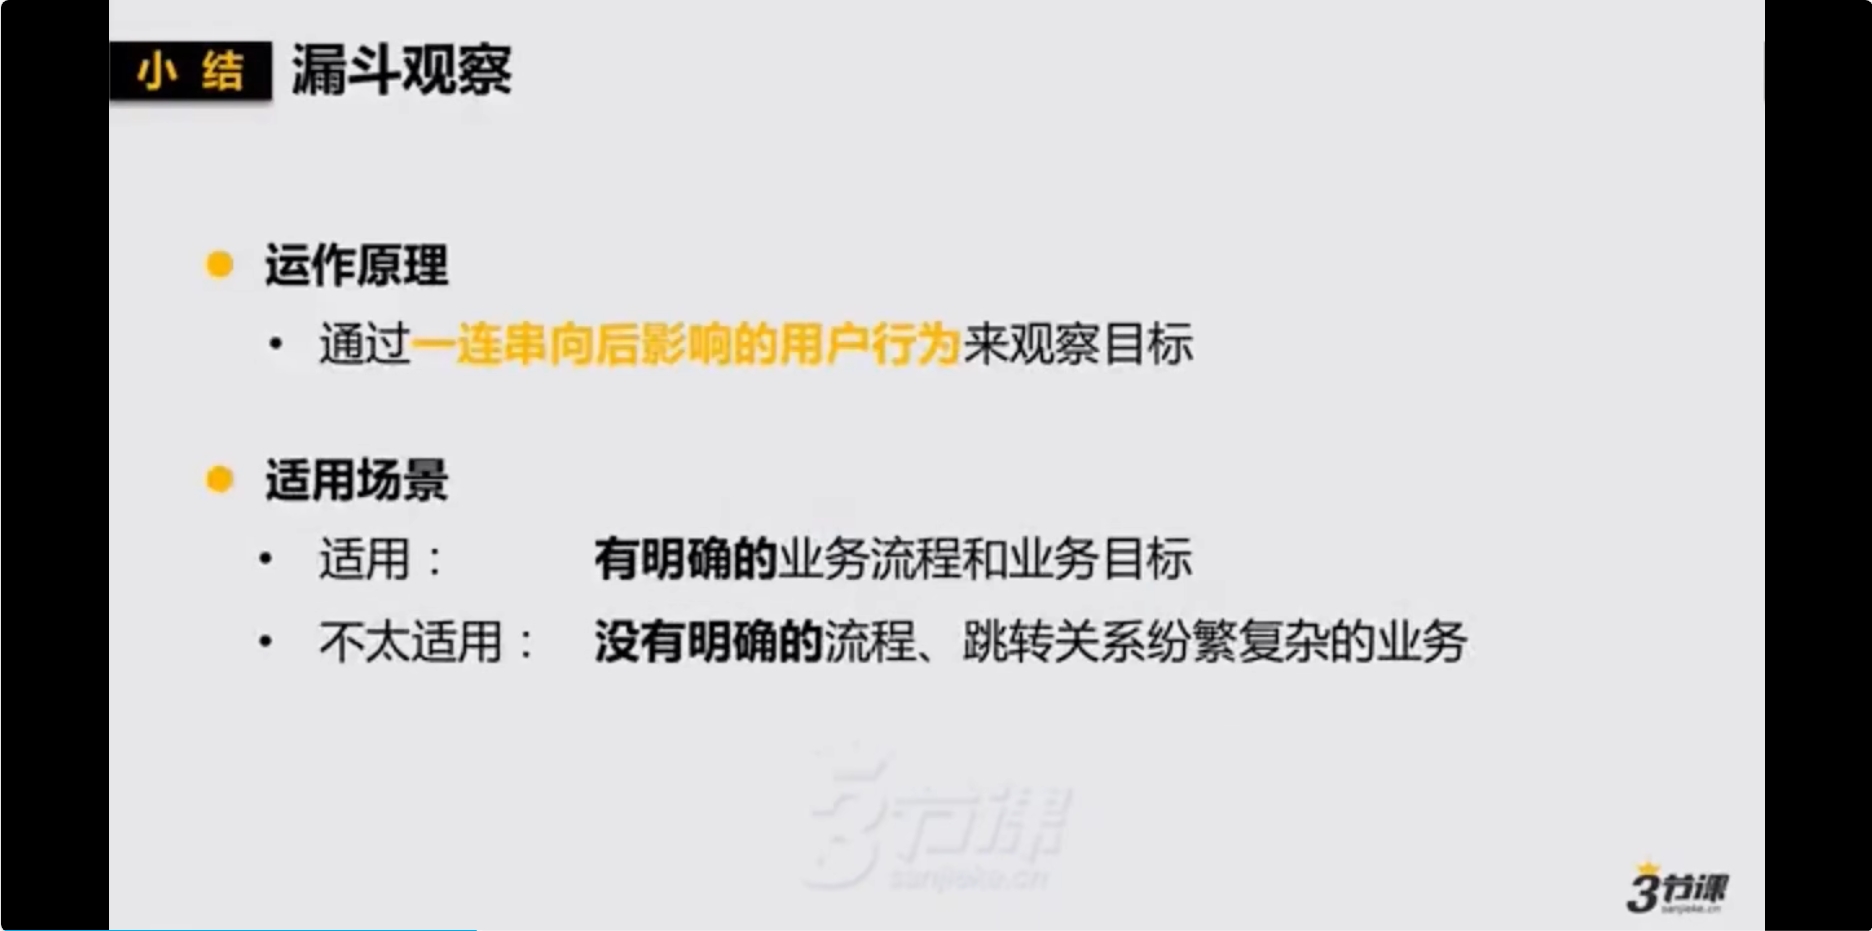 小 结 漏斗观察
运作原理
• 通过一连串向后影响的用户行为来观察目标
适用场景
• 适用： 有明确的业务流程和业务目标
• 不太适用： 没有明确的流程、跳转关系纷繁复杂的业务
3节课
sanjieke.cn
3节课
sanjieke.cn